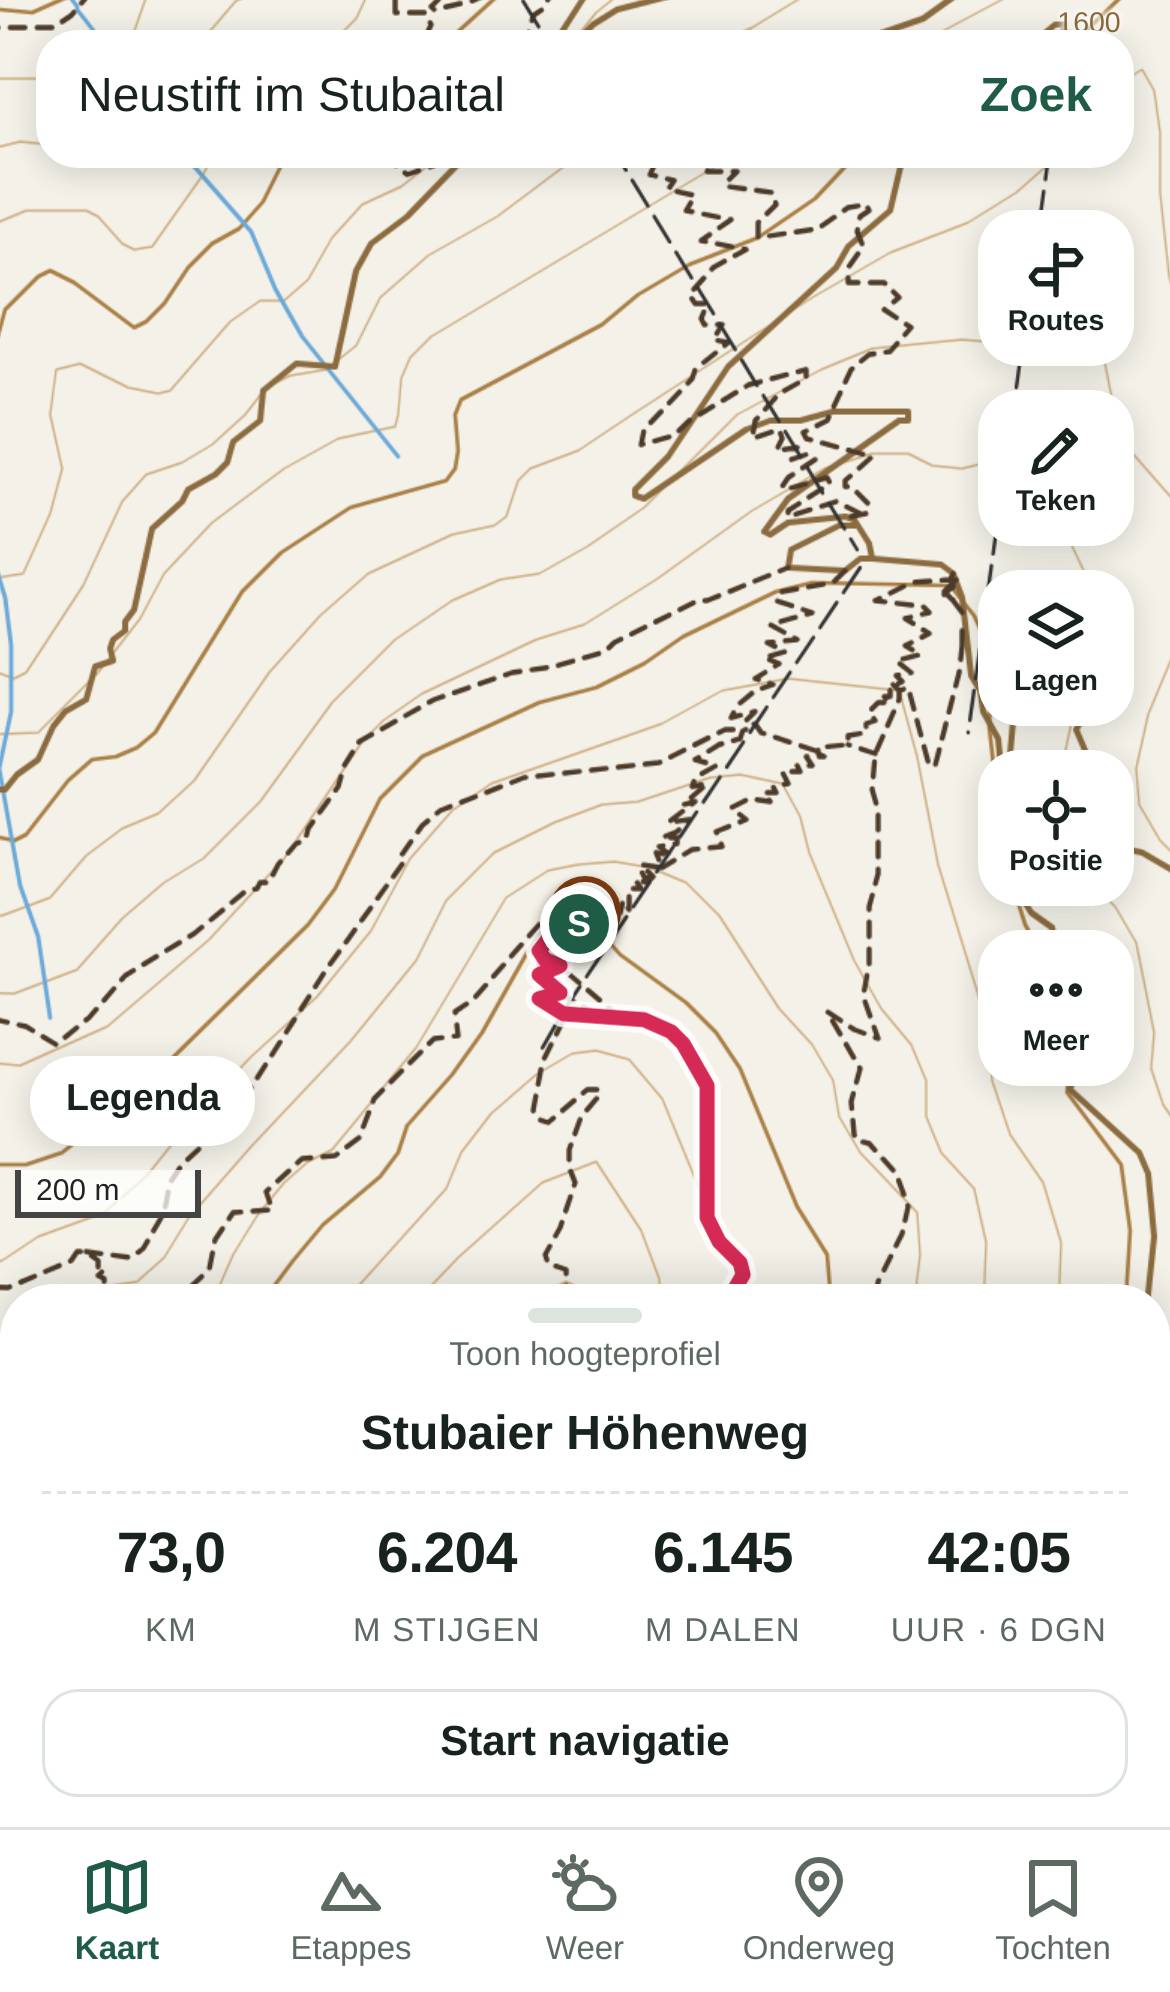 1600
Neustift im Stubaital
Zoek
Routes
Teken
Lagen
Positie
Meer
S
Legenda
200 m
Toon hoogteprofiel
Stubaier Höhenweg
73,0 6.204 6.145 42:05
KM M STIJGEN M DALEN UUR · 6 DGN
Start navigatie
Kaart Etappes Weer Onderweg Tochten